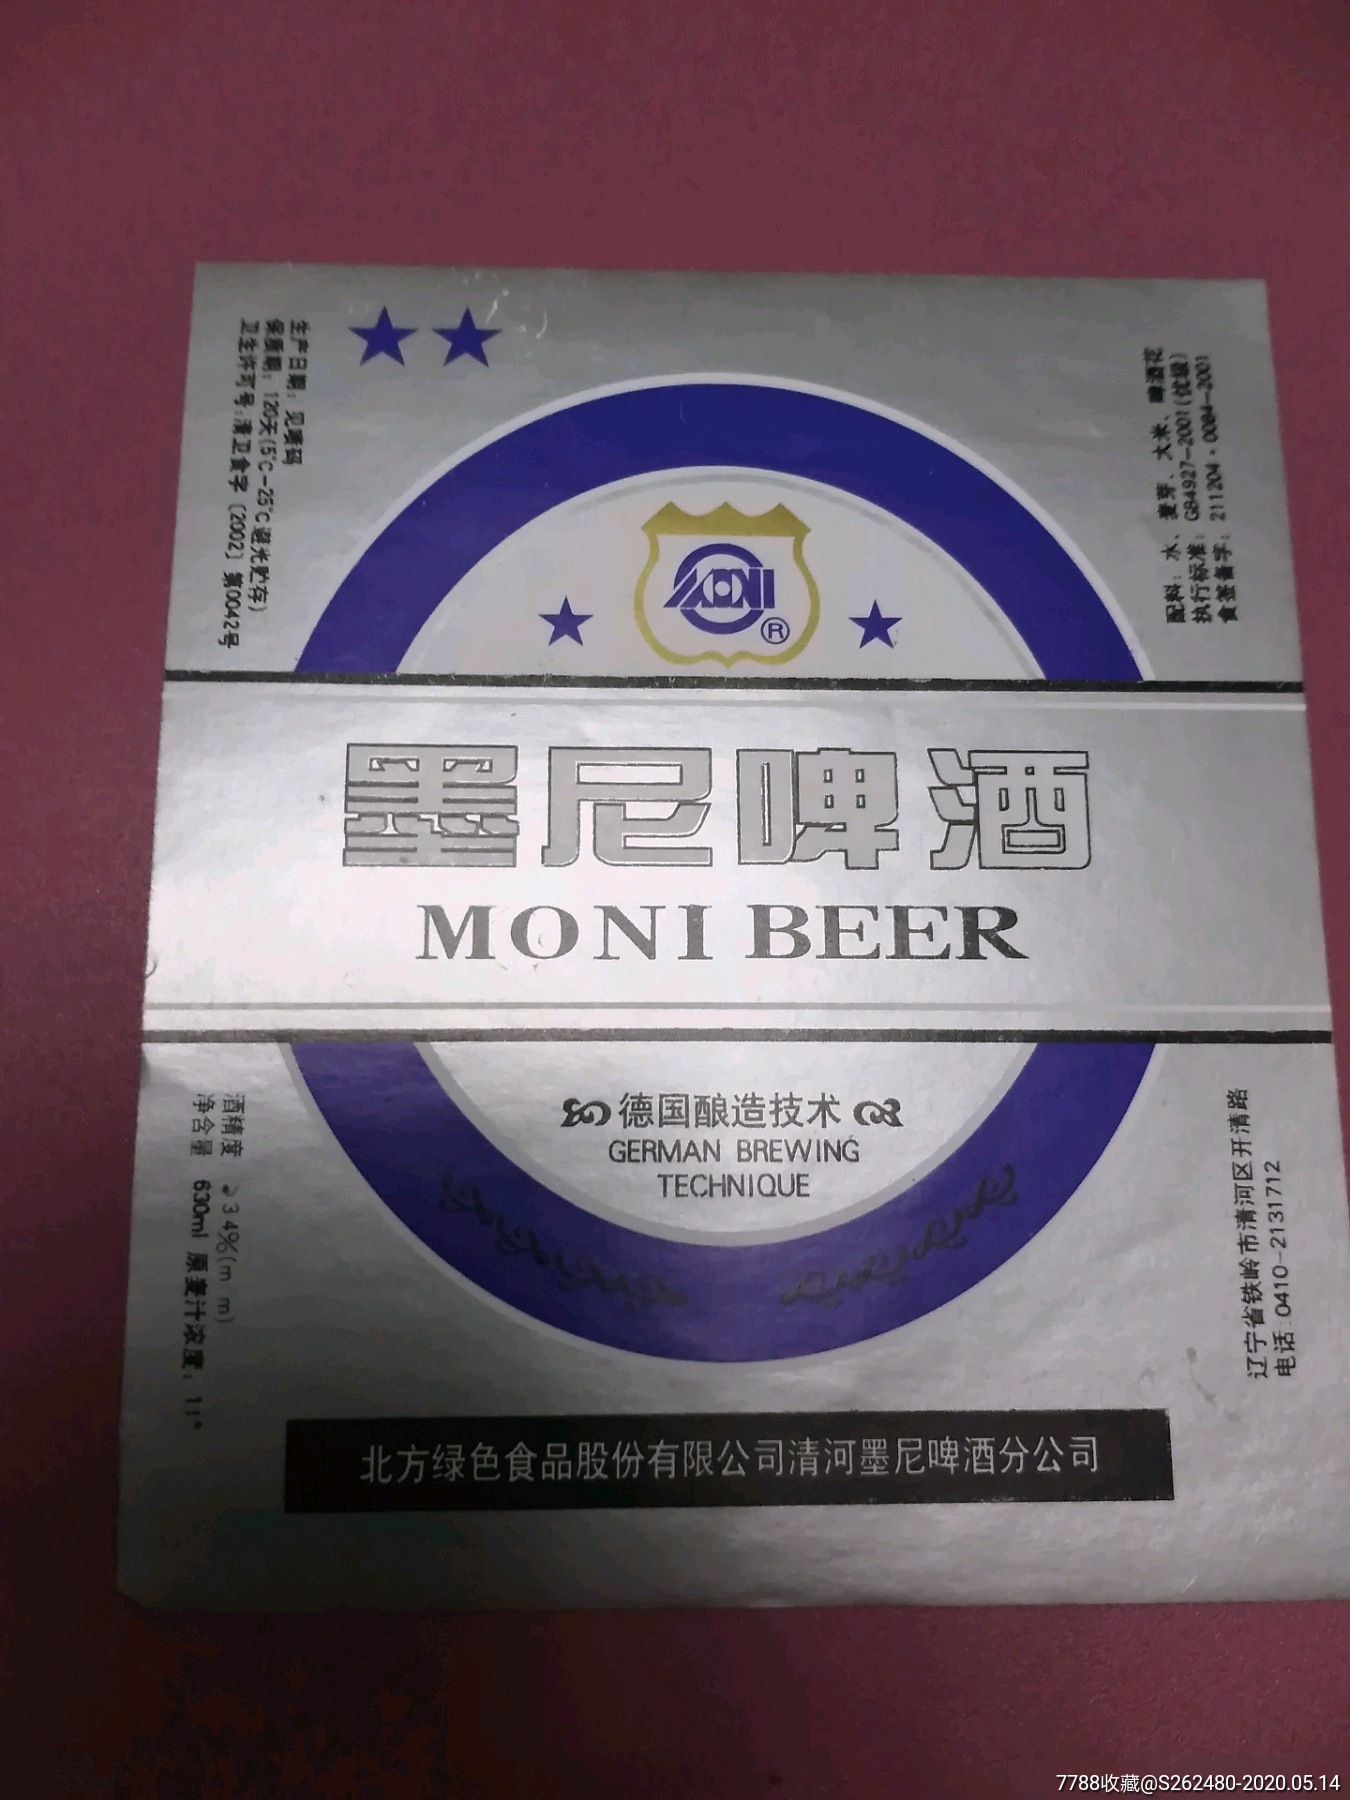 生产日期：见喷码
保质期：120天(5℃-25℃避光贮存)
卫生许可号：清卫食字〔2002〕第0042号
配料：水、麦芽、大米、啤酒花
执行标准：GB4927-2001(优级)
食签备字：211204·0084-2001
MONI
®
墨尼啤酒
MONI BEER
德国酿造技术
GERMAN BREWING
TECHNIQUE
酒精度 ≥34%(m m)
净含量 630ml 原麦汁浓度：11°
辽宁省铁岭市清河区开清路
电话:0410-2131712
北方绿色食品股份有限公司清河墨尼啤酒分公司
7788收藏@S262480-2020.05.14